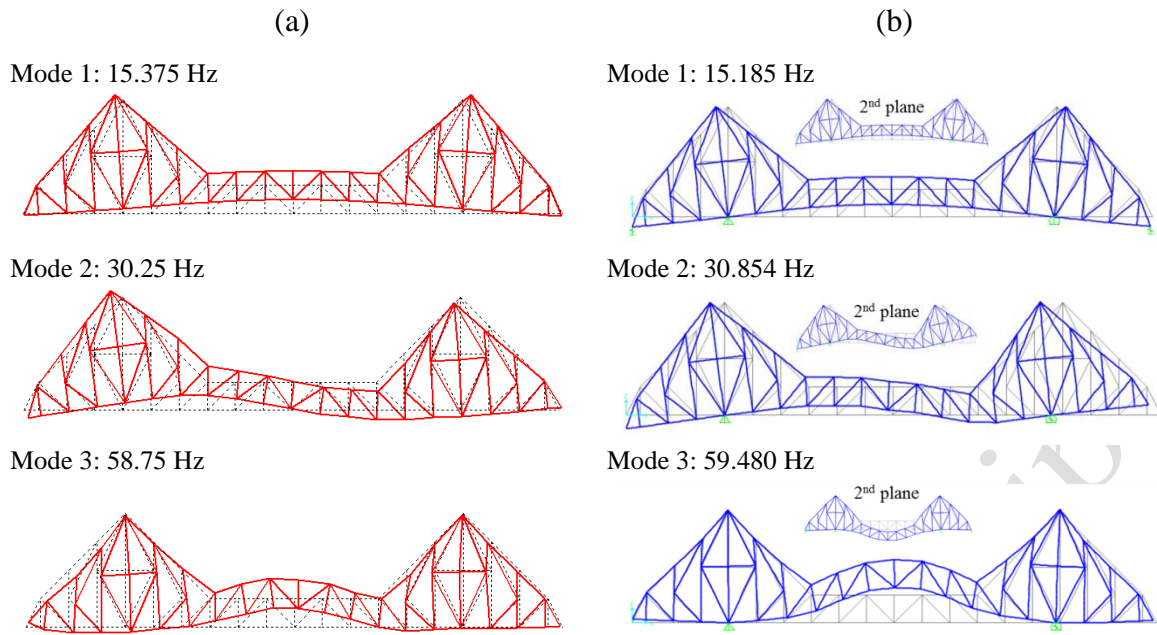 (a)
(b)
Mode 1: 15.375 Hz
Mode 1: 15.185 Hz
2nd plane
Mode 2: 30.25 Hz
Mode 2: 30.854 Hz
2nd plane
Mode 3: 58.75 Hz
Mode 3: 59.480 Hz
2nd plane